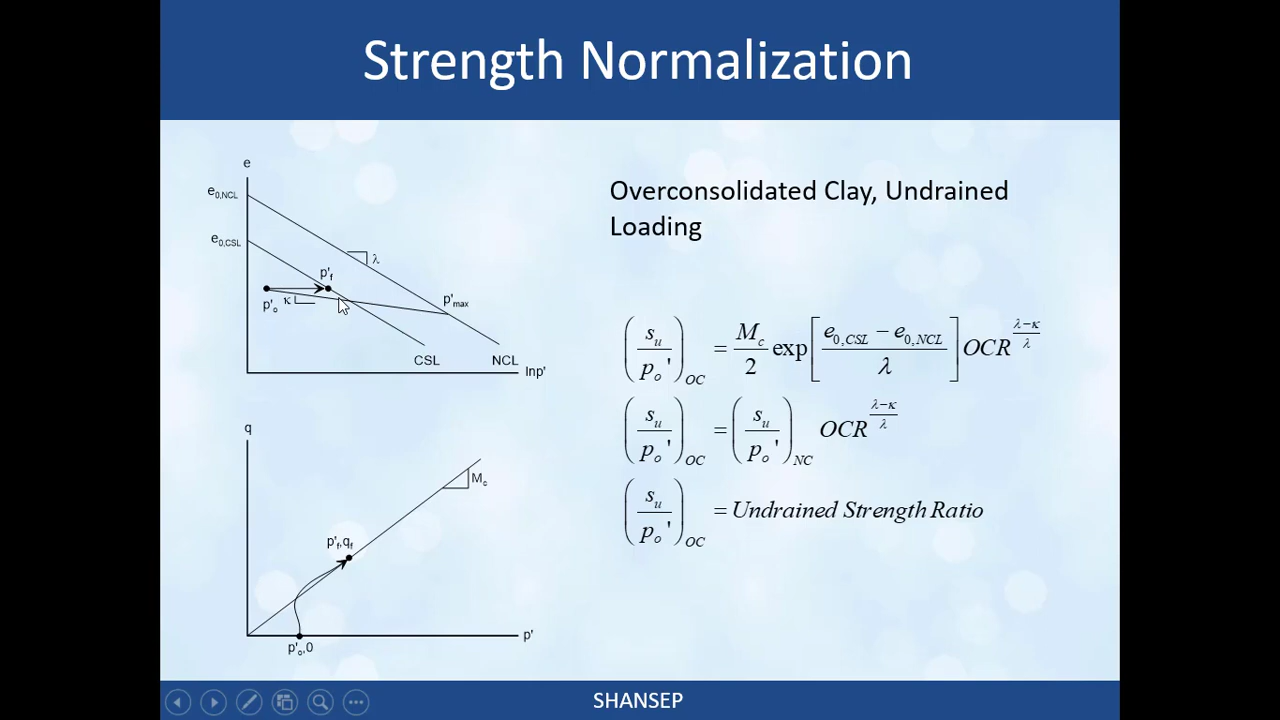 Strength Normalization
e
e0,NCL
e0,CSL
λ
p'f
p'o
κ
p'max
CSL
NCL
lnp'
q
Mc
p'f,qf
p'o,0
p'
Overconsolidated Clay, Undrained
Loading
(su/po')OC = Mc/2 exp[(e0,CSL − e0,NCL)/λ] OCR^((λ−κ)/λ)
(su/po')OC = (su/po')NC OCR^((λ−κ)/λ)
(su/po')OC = Undrained Strength Ratio
SHANSEP